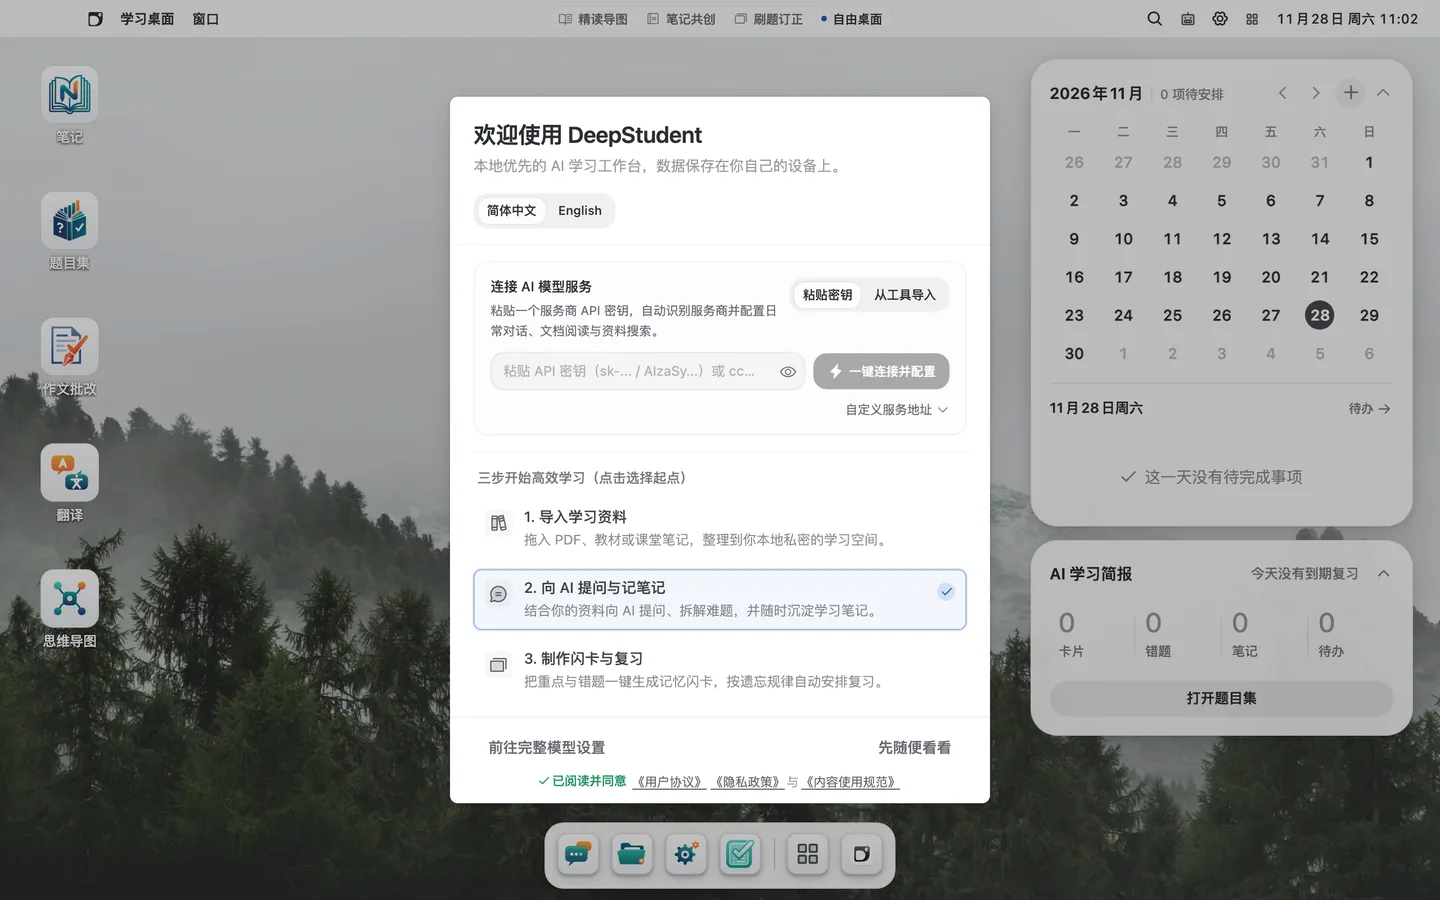 学习桌面 窗口 精读导图 笔记共创 刷题订正 自由桌面 11月28日 周六 11:02
笔记
题目集
作文批改
翻译
思维导图
欢迎使用 DeepStudent
本地优先的 AI 学习工作台，数据保存在你自己的设备上。
简体中文 English
连接 AI 模型服务
粘贴一个服务商 API 密钥，自动识别服务商并配置日
常对话、文档阅读与资料搜索。
粘贴密钥 从工具导入
粘贴 API 密钥（sk-... / AIzaSy...）或 cc...
一键连接并配置
自定义服务地址
三步开始高效学习（点击选择起点）
1. 导入学习资料
拖入 PDF、教材或课堂笔记，整理到你本地私密的学习空间。
2. 向 AI 提问与记笔记
结合你的资料向 AI 提问、拆解难题，并随时沉淀学习笔记。
3. 制作闪卡与复习
把重点与错题一键生成记忆闪卡，按遗忘规律自动安排复习。
前往完整模型设置 先随便看看
已阅读并同意 《用户协议》 《隐私政策》 与 《内容使用规范》
2026年11月 0 项待安排
一 二 三 四 五 六 日
26 27 28 29 30 31 1
2 3 4 5 6 7 8
9 10 11 12 13 14 15
16 17 18 19 20 21 22
23 24 25 26 27 28 29
30 1 2 3 4 5 6
11月28日周六 待办
这一天没有待完成事项
AI 学习简报 今天没有到期复习
0 0 0 0
卡片 错题 笔记 待办
打开题目集